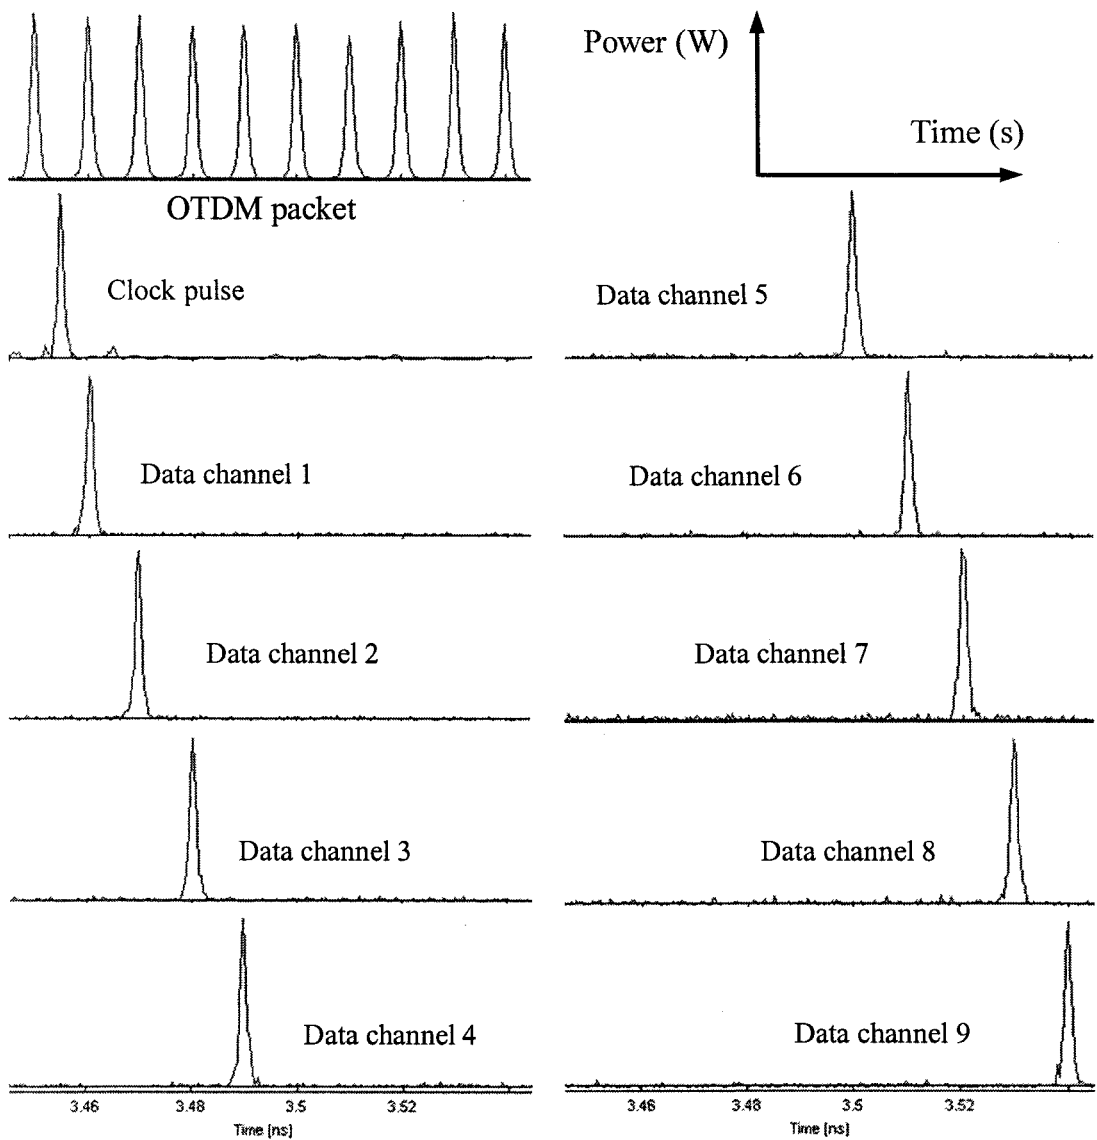 Power (W)
Time (s)
OTDM packet
Clock pulse
Data channel 5
Data channel 1
Data channel 6
Data channel 2
Data channel 7
Data channel 3
Data channel 8
Data channel 4
Data channel 9
3.46 3.48 3.5 3.52
Time [ns]
3.46 3.48 3.5 3.52
Time [ns]